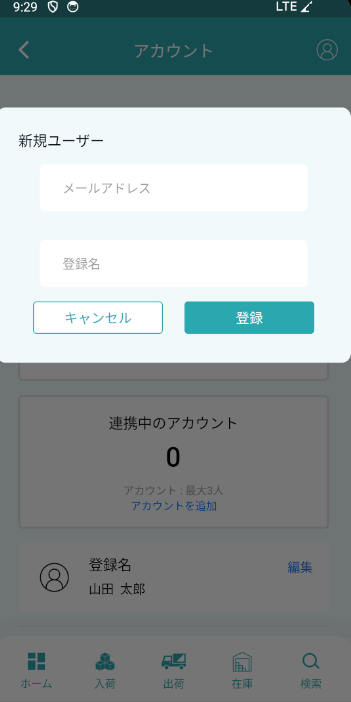 9:29 LTE
アカウント
新規ユーザー
メールアドレス
登録名
キャンセル 登録
連携中のアカウント
0
アカウント : 最大3人
アカウントを追加
登録名
編集
山田 太郎
ホーム 入荷 出荷 在庫 検索